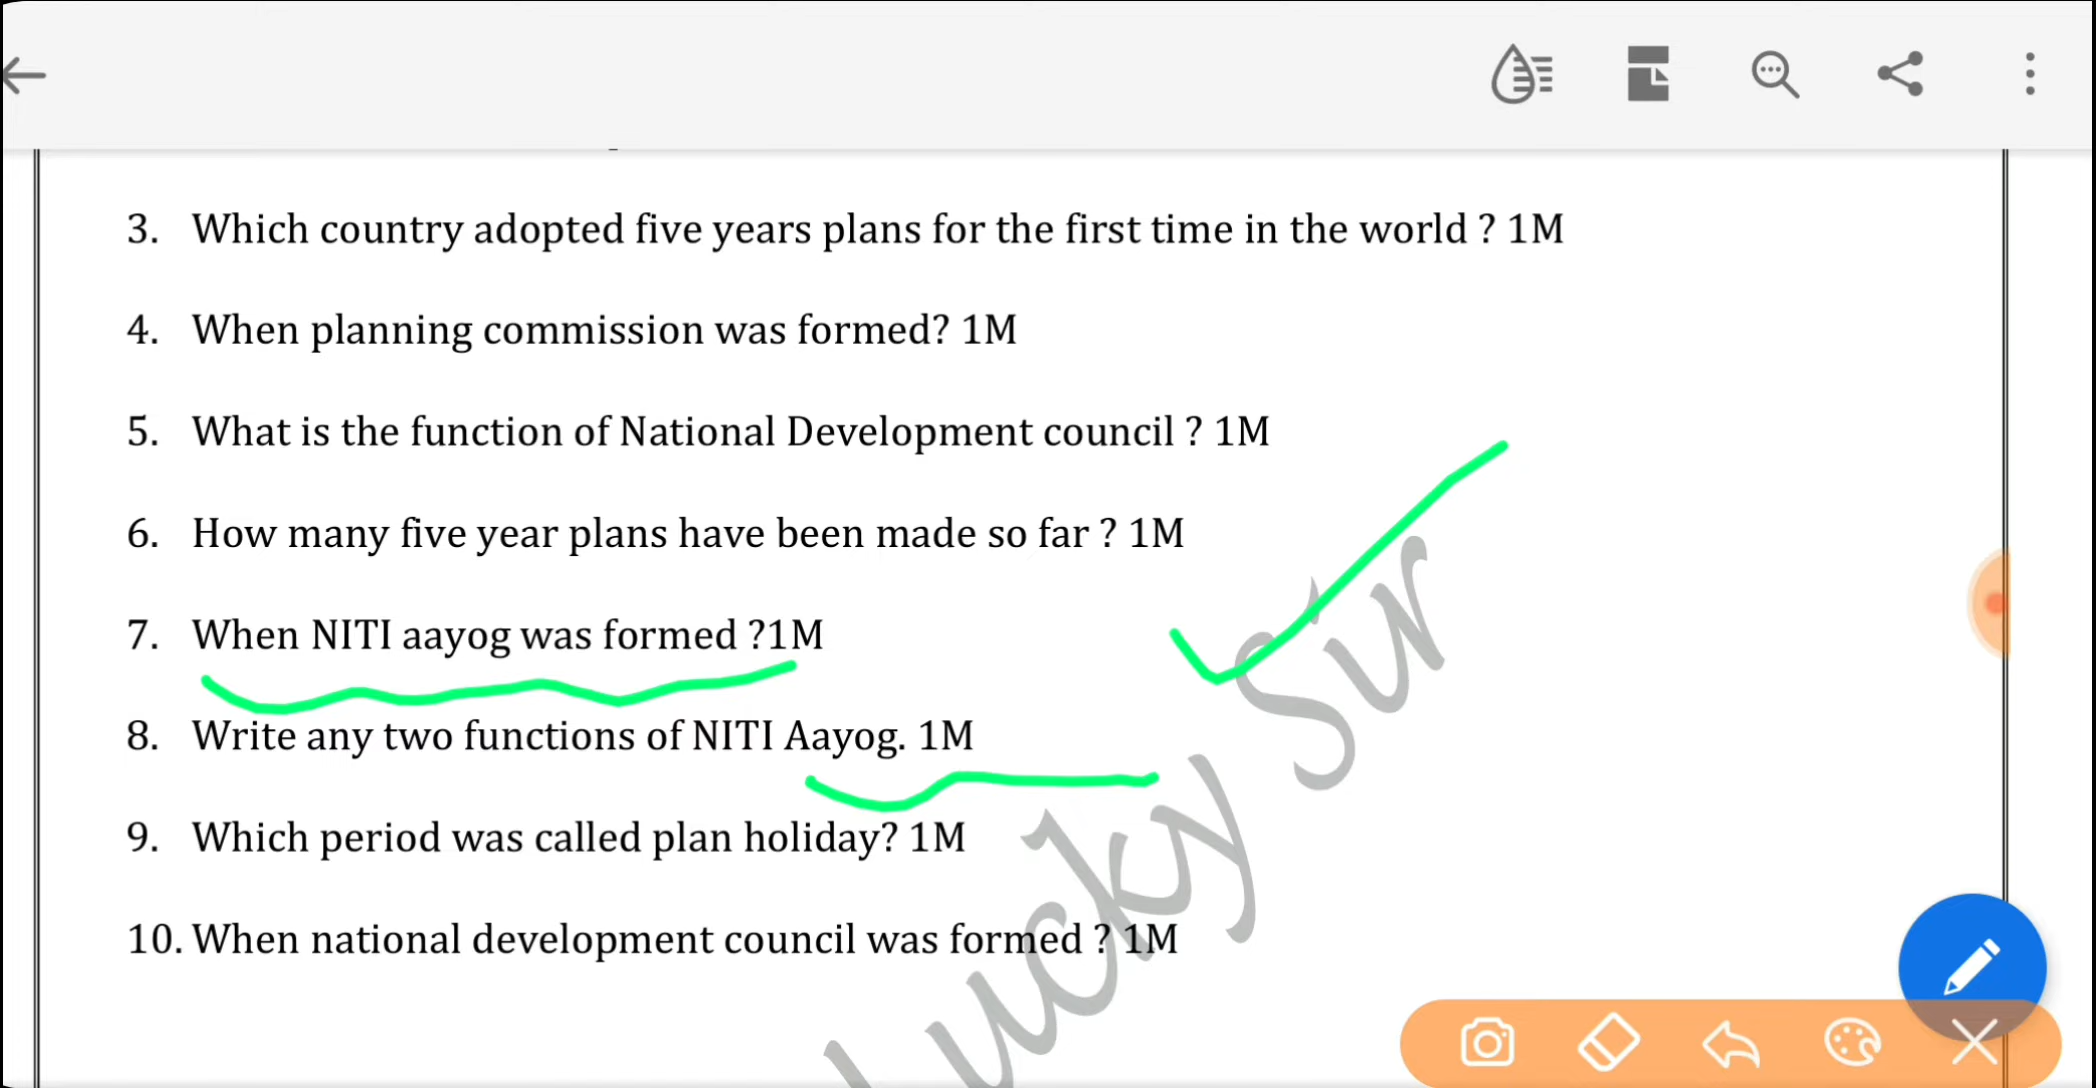 3. Which country adopted five years plans for the first time in the world ? 1M
4. When planning commission was formed? 1M
5. What is the function of National Development council ? 1M
6. How many five year plans have been made so far ? 1M
7. When NITI aayog was formed ?1M
8. Write any two functions of NITI Aayog. 1M
9. Which period was called plan holiday? 1M
10. When national development council was formed ? 1M
Lucky Sir